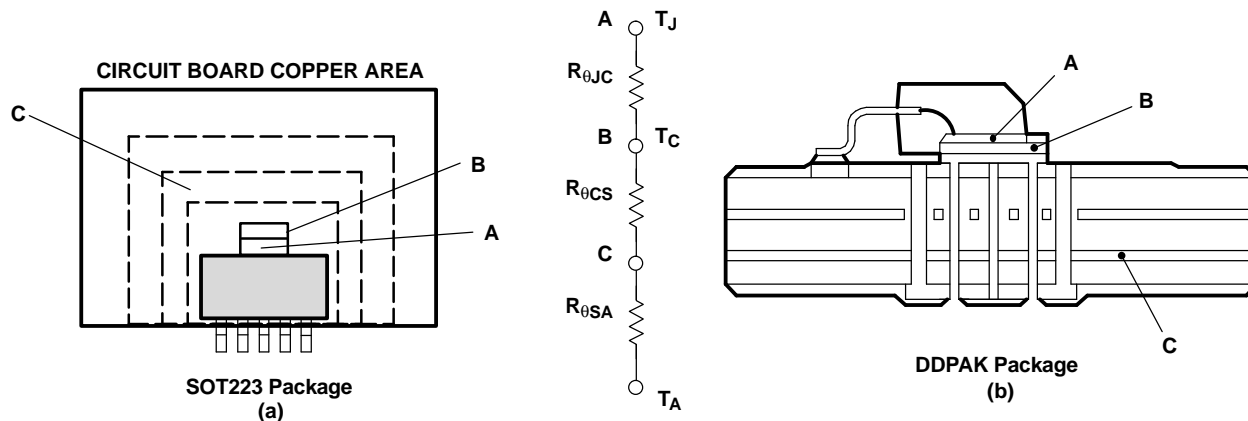 CIRCUIT BOARD COPPER AREA
C
B
A
SOT223 Package
(a)
A T_J
R_θJC
B T_C
R_θCS
C
R_θSA
T_A
A
B
C
DDPAK Package
(b)